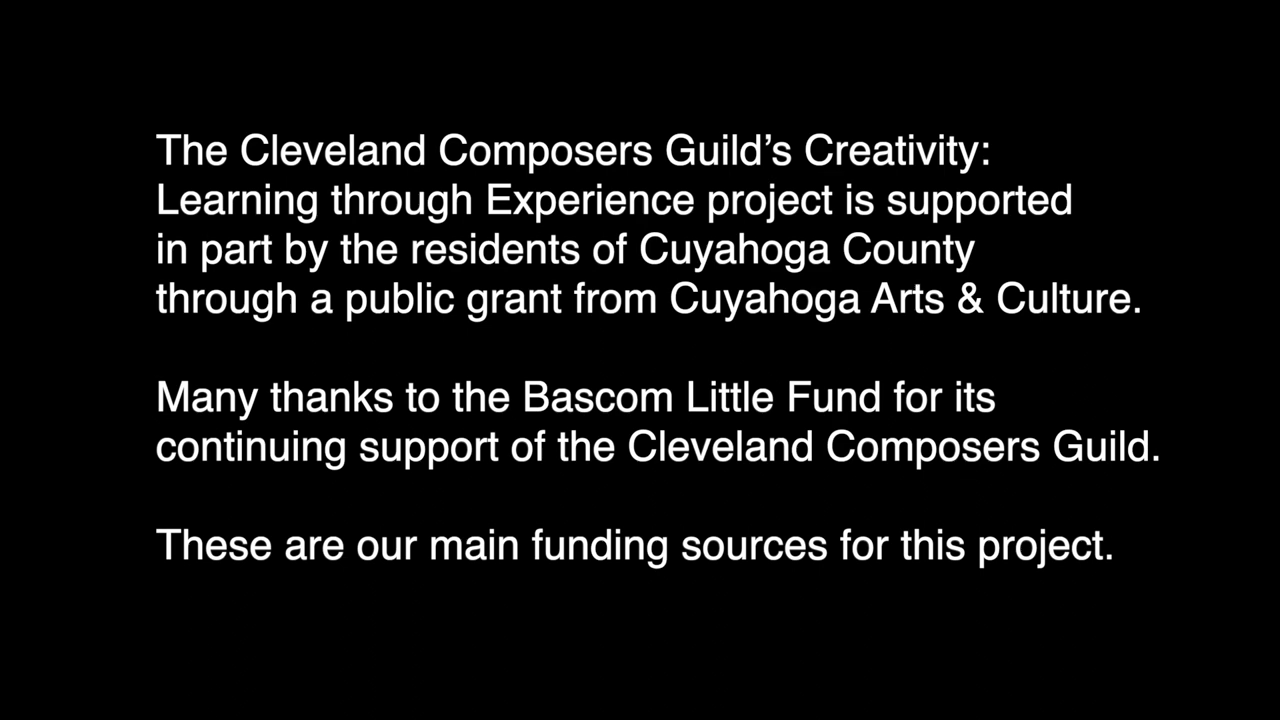 The Cleveland Composers Guild’s Creativity:
Learning through Experience project is supported
in part by the residents of Cuyahoga County
through a public grant from Cuyahoga Arts & Culture.
Many thanks to the Bascom Little Fund for its
continuing support of the Cleveland Composers Guild.
These are our main funding sources for this project.